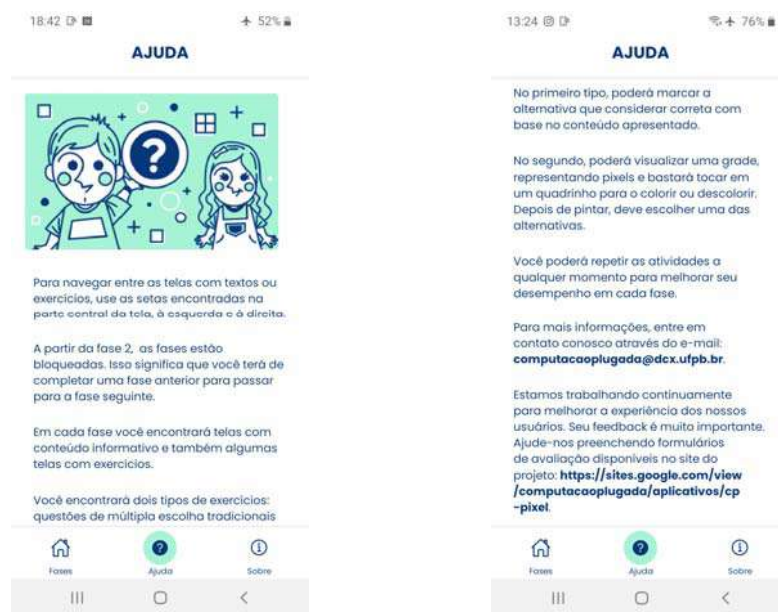 18:42
52%
AJUDA
?
Para navegar entre as telas com textos ou
exercícios, use as setas encontradas na
parte central da tela, à esquerda e à direita.
A partir da fase 2, as fases estão
bloqueadas. Isso significa que você terá de
completar uma fase anterior para passar
para a fase seguinte.
Em cada fase você encontrará telas com
conteúdo informativo e também algumas
telas com exercícios.
Você encontrará dois tipos de exercícios:
questões de múltipla escolha tradicionais
Fases
Ajuda
Sobre
13:24
76%
AJUDA
No primeiro tipo, poderá marcar a
alternativa que considerar correta com
base no conteúdo apresentado.
No segundo, poderá visualizar uma grade,
representando pixels e bastará tocar em
um quadrinho para o colorir ou descolorir.
Depois de pintar, deve escolher uma das
alternativas.
Você poderá repetir as atividades a
qualquer momento para melhorar seu
desempenho em cada fase.
Para mais informações, entre em
contato conosco através do e-mail:
computacaoplugada@dcx.ufpb.br.
Estamos trabalhando continuamente
para melhorar a experiência dos nossos
usuários. Seu feedback é muito importante.
Ajude-nos preenchendo formulários
de avaliação disponíveis no site do
projeto: https://sites.google.com/view
/computacaoplugada/aplicativos/cp
-pixel.
Fases
Ajuda
Sobre